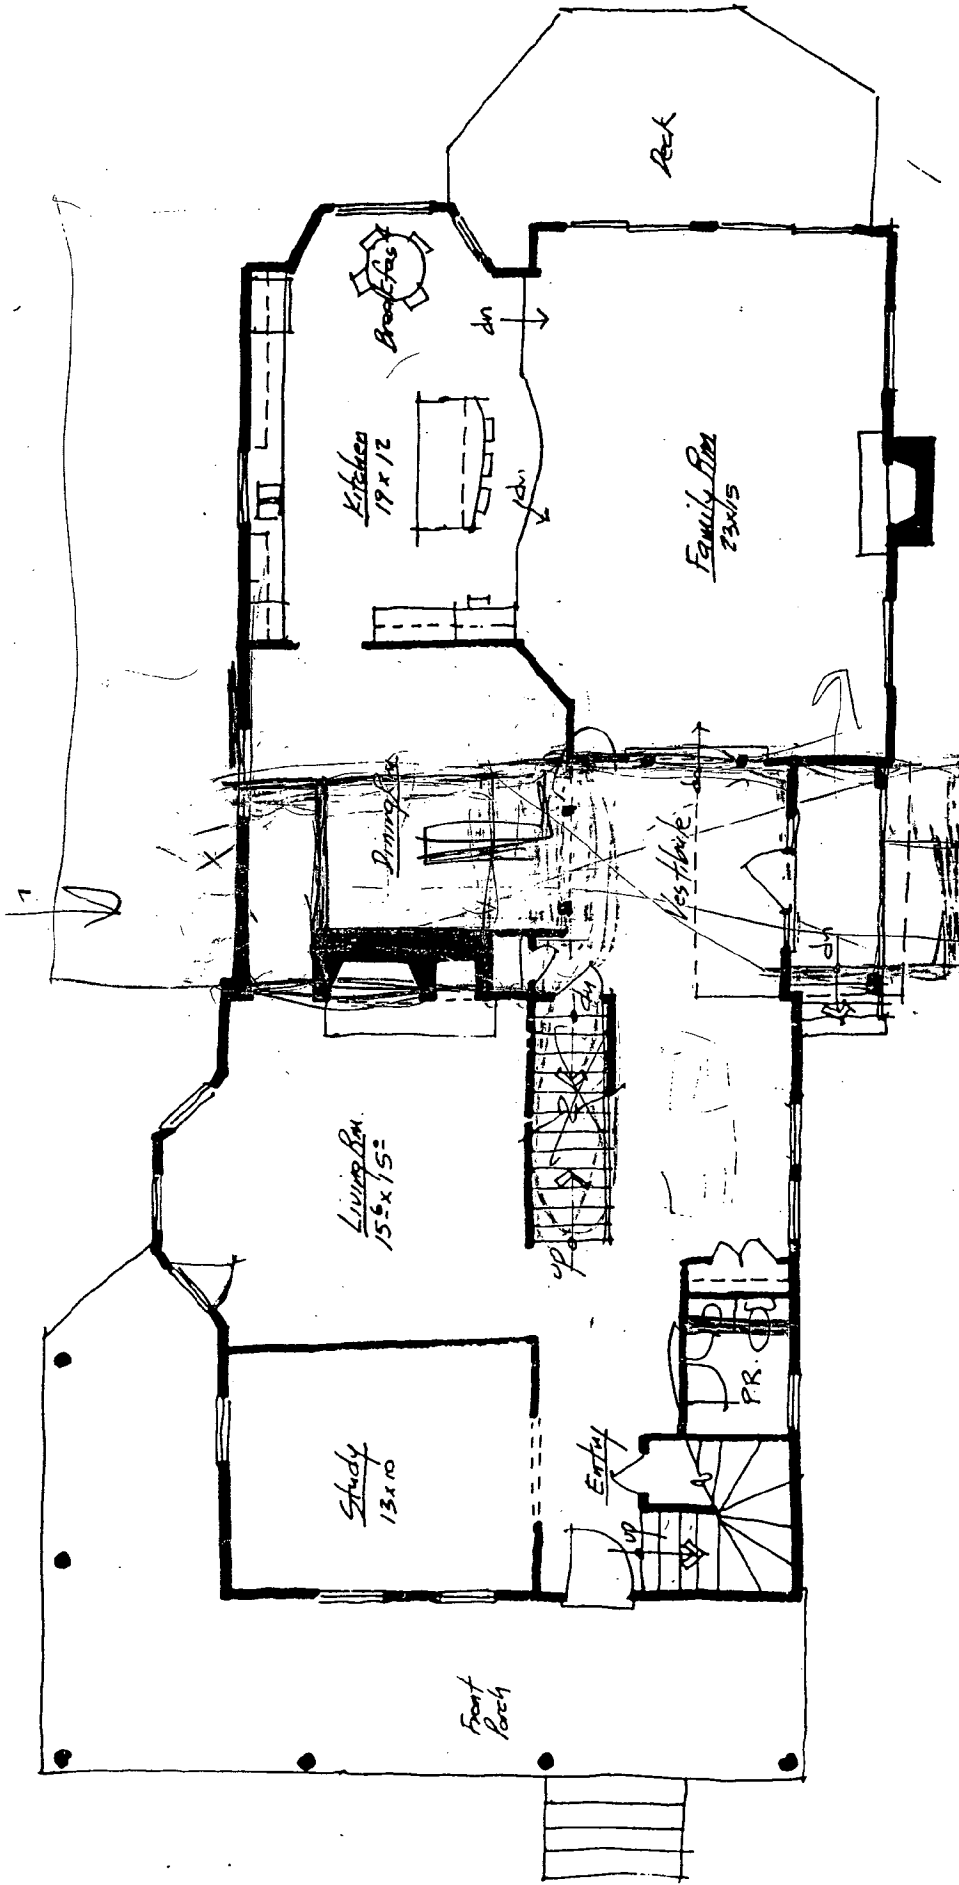 Deck
Breakfast
dn
Kitchen
19 x 12
dn
Family Rm
23x15
Dining Rm
Vestibule
dn
dn
dn
Living Rm.
15⁶ x 15⁰
up
P.R.
Study
13 x 10
Entry
up
Front
Porch